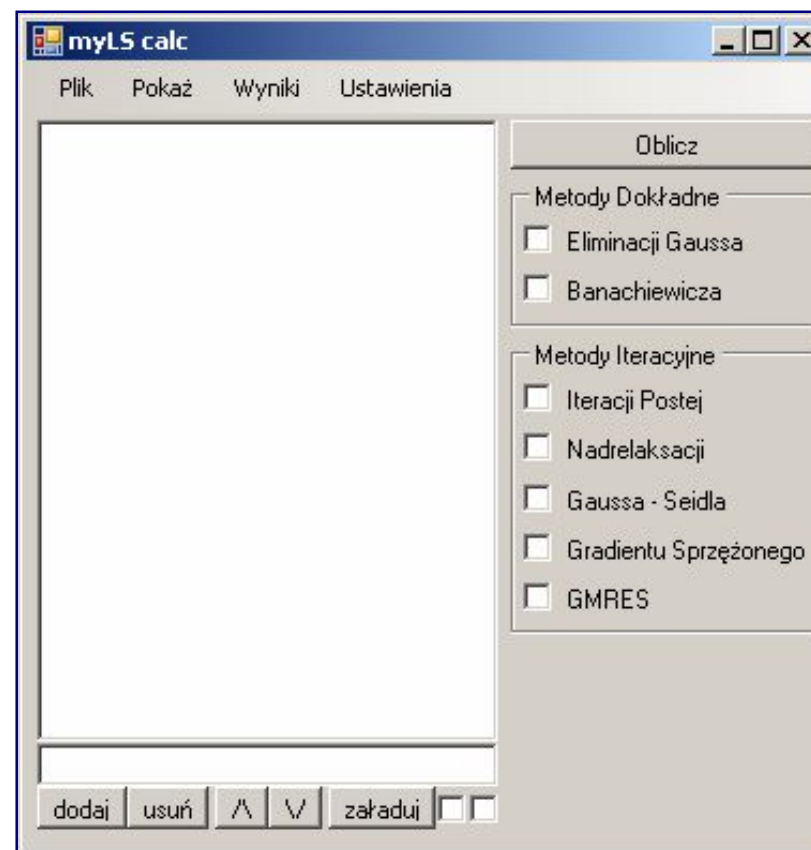 myLS calc
Plik Pokaż Wyniki Ustawienia
Oblicz
Metody Dokładne
Eliminacji Gaussa
Banachiewicza
Metody Iteracyjne
Iteracji Postej
Nadrelaksacji
Gaussa - Seidla
Gradientu Sprzężonego
GMRES
dodaj usuń /\ \/ załaduj